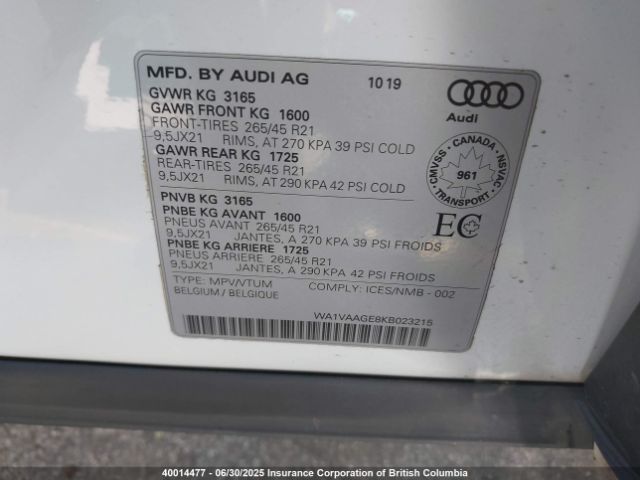 MFD. BY AUDI AG 10 19
GVWR KG 3165
GAWR FRONT KG 1600
FRONT-TIRES 265/45 R21
9,5JX21 RIMS, AT 270 KPA 39 PSI COLD
GAWR REAR KG 1725
REAR-TIRES 265/45 R21
9,5JX21 RIMS, AT 290 KPA 42 PSI COLD
Audi
CMVSS - CANADA - NSVAC
961
TRANSPORT
PNVB KG 3165
PNBE KG AVANT 1600
PNEUS AVANT 265/45 R21
9,5JX21 JANTES, A 270 KPA 39 PSI FROIDS
PNBE KG ARRIERE 1725
PNEUS ARRIERE 265/45 R21
9,5JX21 JANTES, A 290 KPA 42 PSI FROIDS
EC
TYPE: MPV/VTUM COMPLY: ICES/NMB - 002
BELGIUM / BELGIQUE
WA1VAAGE8KB023215
40014477 - 06/30/2025 Insurance Corporation of British Columbia